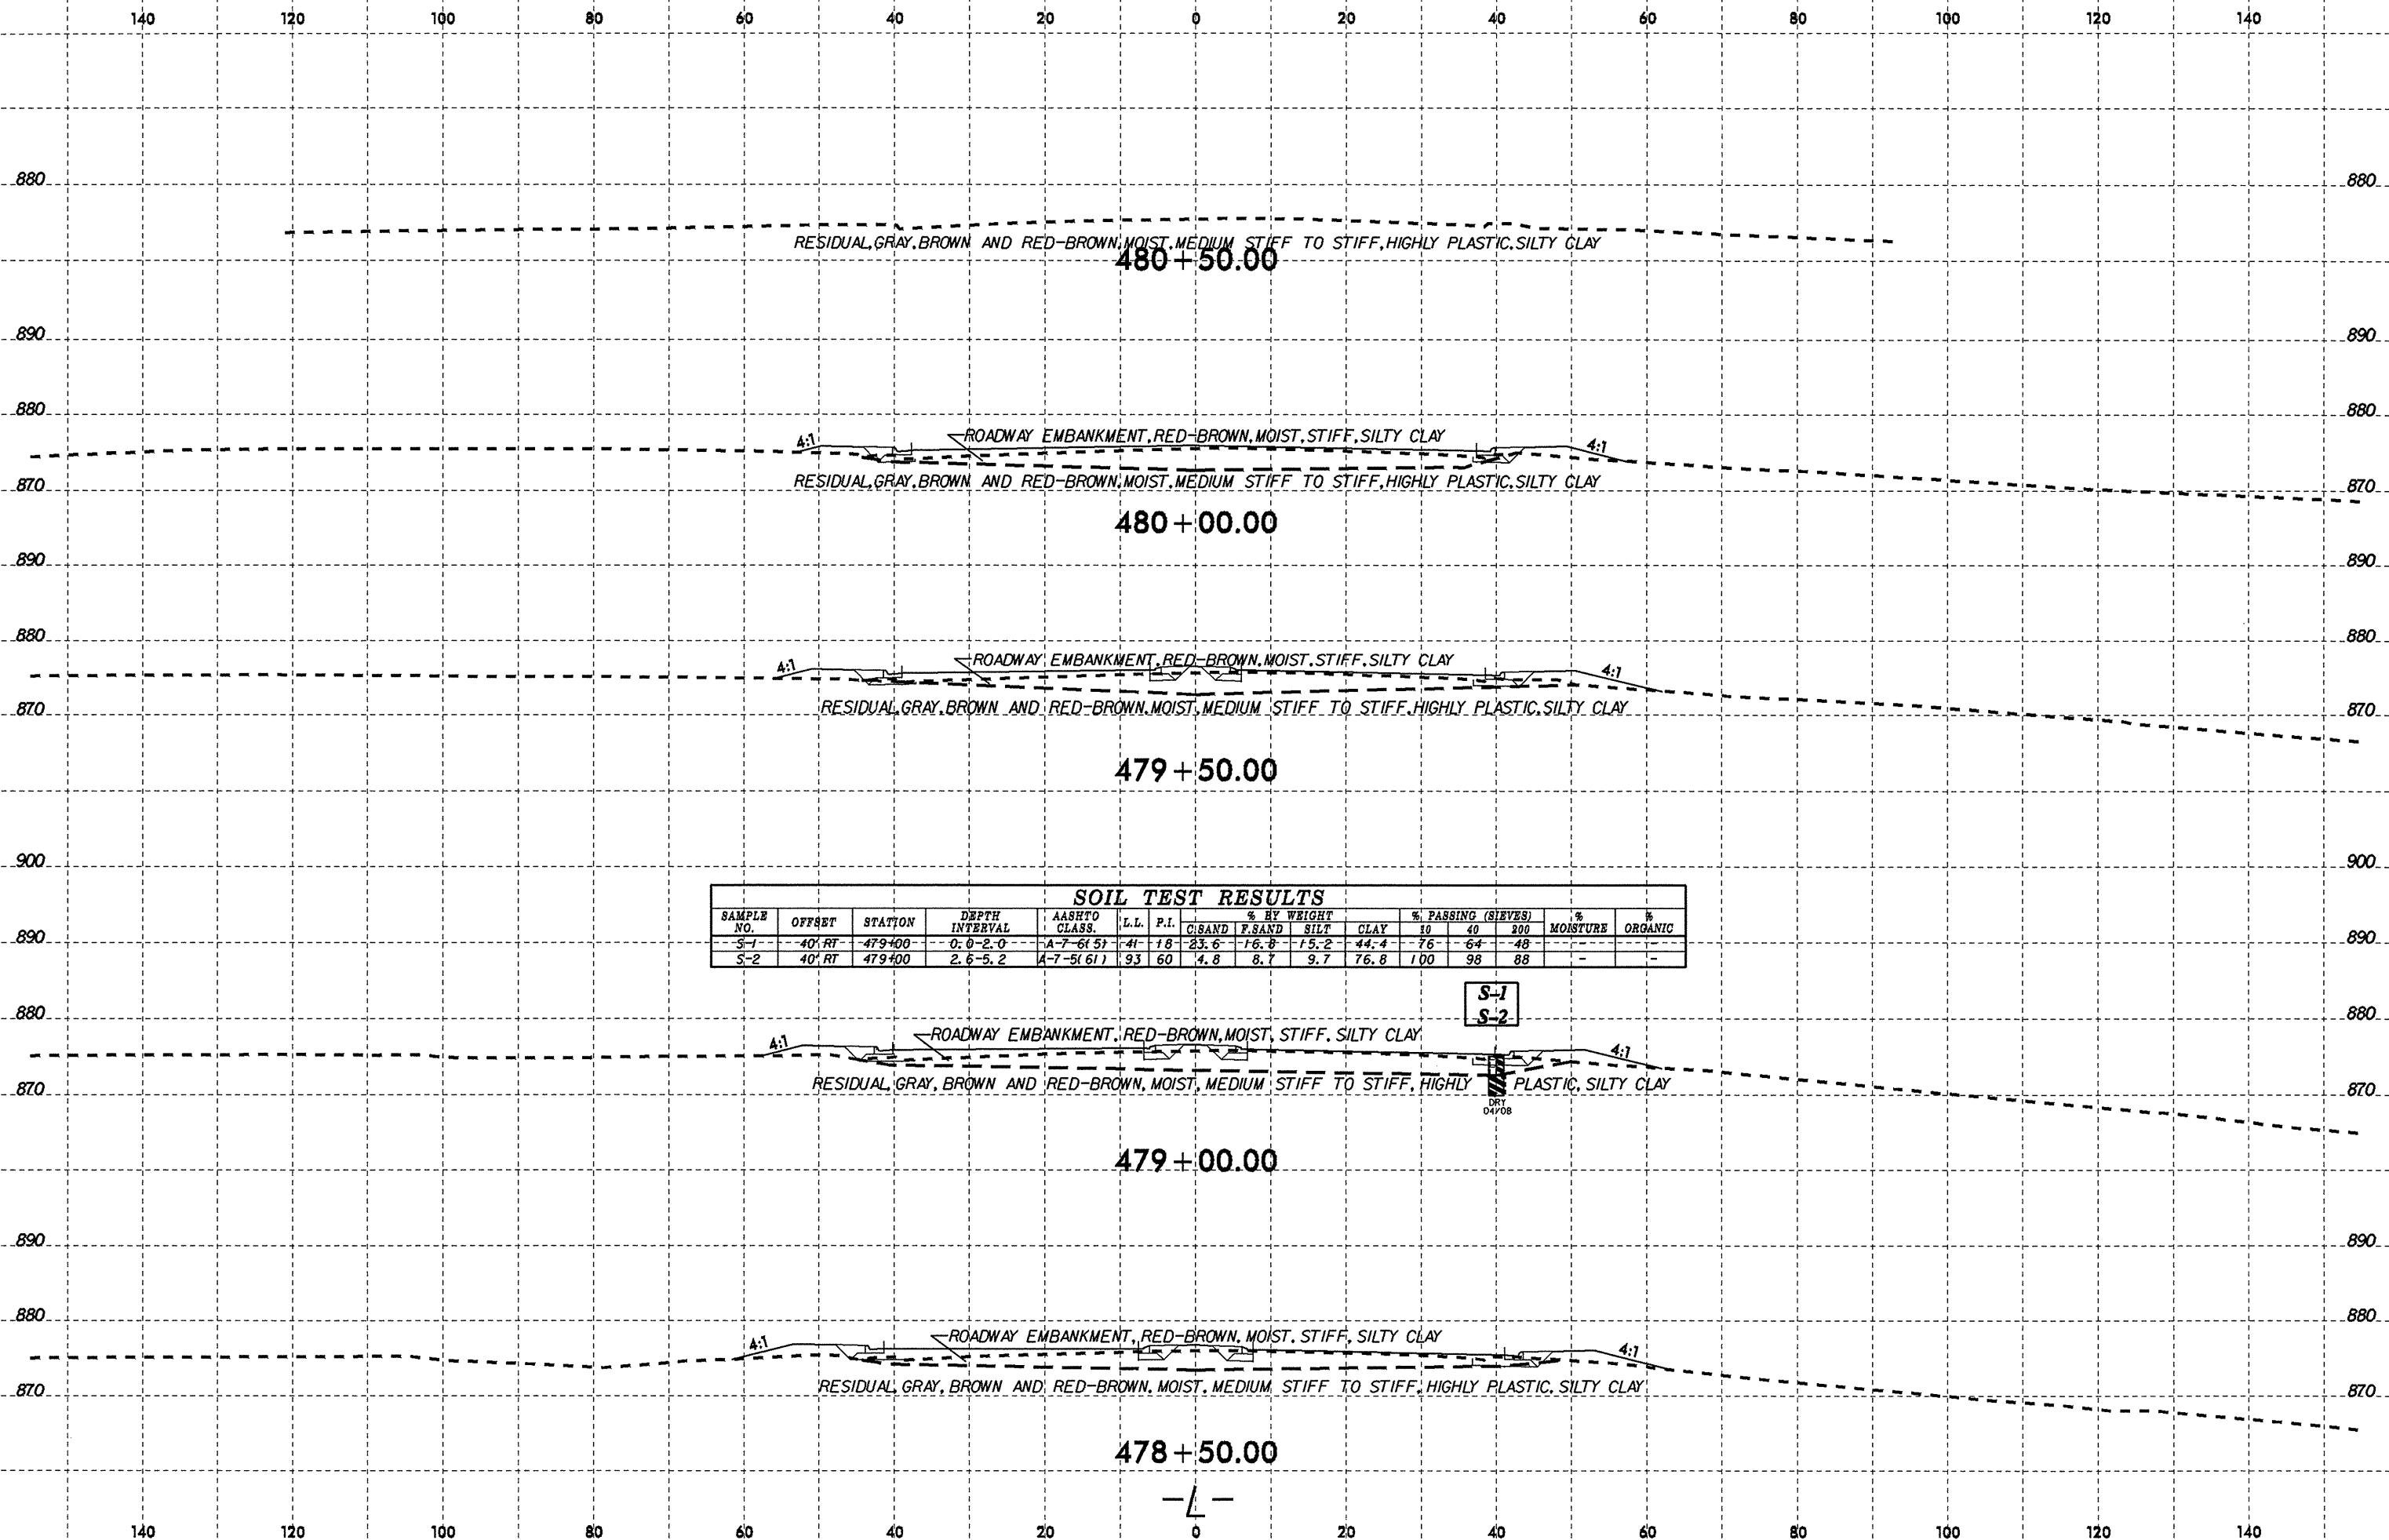 140 120 100 80 60 40 20 0 20 40 60 80 100 120 140
880 880
RESIDUAL, GRAY, BROWN AND RED-BROWN, MOIST, MEDIUM STIFF TO STIFF, HIGHLY PLASTIC, SILTY CLAY
480+50.00
890 890
880 880
4:1 ROADWAY EMBANKMENT, RED-BROWN, MOIST, STIFF, SILTY CLAY 4:1
RESIDUAL, GRAY, BROWN AND RED-BROWN, MOIST, MEDIUM STIFF TO STIFF, HIGHLY PLASTIC, SILTY CLAY
870 870
480+00.00
890 890
880 880
4:1 ROADWAY EMBANKMENT, RED-BROWN, MOIST, STIFF, SILTY CLAY 4:1
RESIDUAL, GRAY, BROWN AND RED-BROWN, MOIST, MEDIUM STIFF TO STIFF, HIGHLY PLASTIC, SILTY CLAY
870 870
479+50.00
900 900
SOIL TEST RESULTS
SAMPLE NO. OFFSET STATION DEPTH INTERVAL AASHTO CLASS. L.L. P.I. % BY WEIGHT C.SAND F.SAND SILT CLAY % PASSING (SIEVES) 10 40 200 % MOISTURE % ORGANIC
S-1 40' RT 479+00 0.0-2.0 A-7-6(5) 41 18 23.6 16.8 15.2 44.4 76 64 48 - -
S-2 40' RT 479+00 2.6-5.2 A-7-5(61) 93 60 4.8 8.7 9.7 76.8 100 98 88 - -
890 890
S-1
S-2
880 880
4:1 ROADWAY EMBANKMENT, RED-BROWN, MOIST, STIFF, SILTY CLAY 4:1
RESIDUAL, GRAY, BROWN AND RED-BROWN, MOIST, MEDIUM STIFF TO STIFF, HIGHLY PLASTIC, SILTY CLAY
870 870
DRY
04/08
479+00.00
890 890
880 880
4:1 ROADWAY EMBANKMENT, RED-BROWN, MOIST, STIFF, SILTY CLAY 4:1
RESIDUAL, GRAY, BROWN AND RED-BROWN, MOIST, MEDIUM STIFF TO STIFF, HIGHLY PLASTIC, SILTY CLAY
870 870
478+50.00
-L-
140 120 100 80 60 40 20 0 20 40 60 80 100 120 140